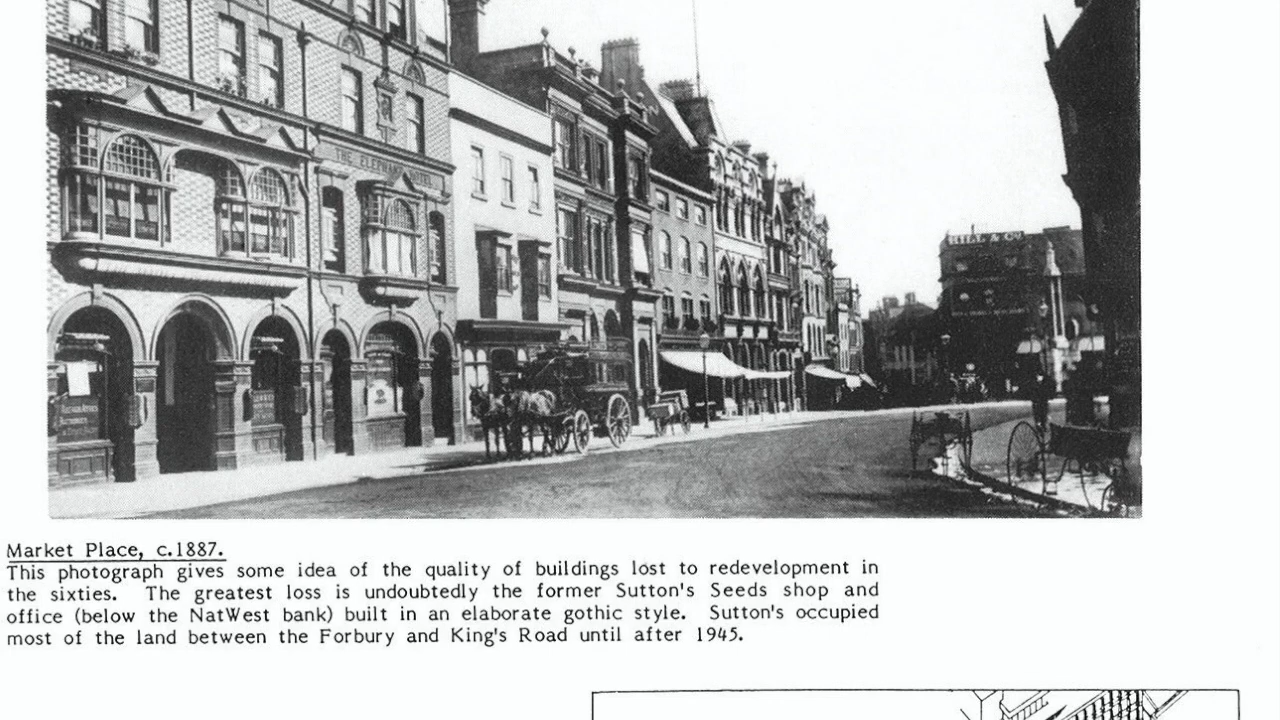 THE ELEPHANT HOTEL
HILL & Co
Market Place, c.1887.
This photograph gives some idea of the quality of buildings lost to redevelopment in
the sixties. The greatest loss is undoubtedly the former Sutton's Seeds shop and
office (below the NatWest bank) built in an elaborate gothic style. Sutton's occupied
most of the land between the Forbury and King's Road until after 1945.